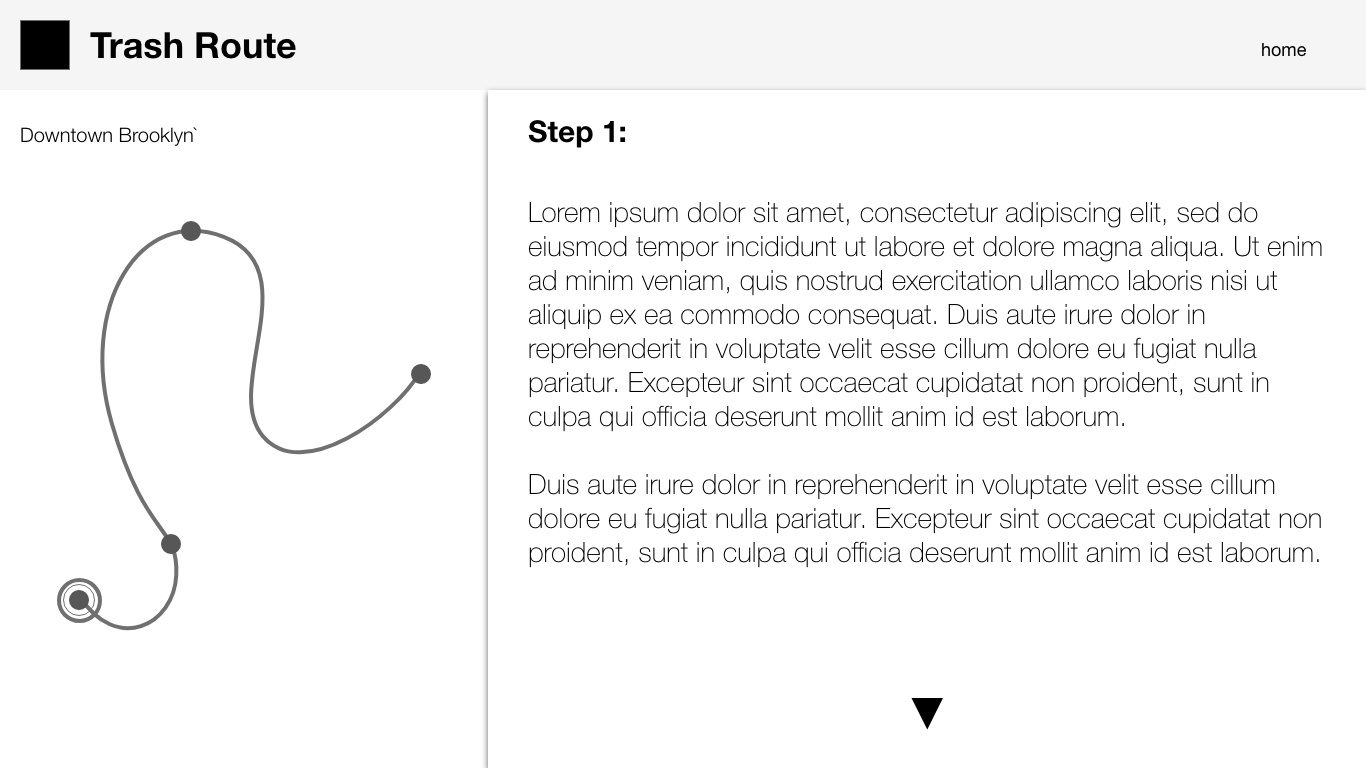 Trash Route
home
Downtown Brooklyn`
Step 1:
Lorem ipsum dolor sit amet, consectetur adipiscing elit, sed do
eiusmod tempor incididunt ut labore et dolore magna aliqua. Ut enim
ad minim veniam, quis nostrud exercitation ullamco laboris nisi ut
aliquip ex ea commodo consequat. Duis aute irure dolor in
reprehenderit in voluptate velit esse cillum dolore eu fugiat nulla
pariatur. Excepteur sint occaecat cupidatat non proident, sunt in
culpa qui officia deserunt mollit anim id est laborum.
Duis aute irure dolor in reprehenderit in voluptate velit esse cillum
dolore eu fugiat nulla pariatur. Excepteur sint occaecat cupidatat non
proident, sunt in culpa qui officia deserunt mollit anim id est laborum.